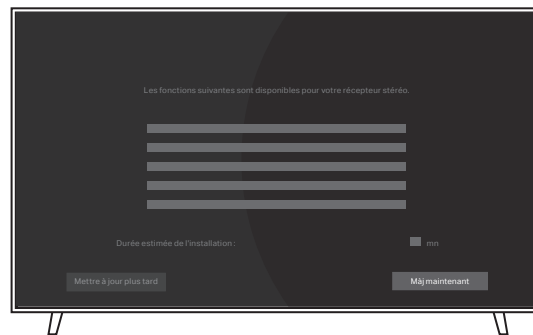 Les fonctions suivantes sont disponibles pour votre récepteur stéréo.
Durée estimée de l'installation : mn
Mettre à jour plus tard Màj maintenant